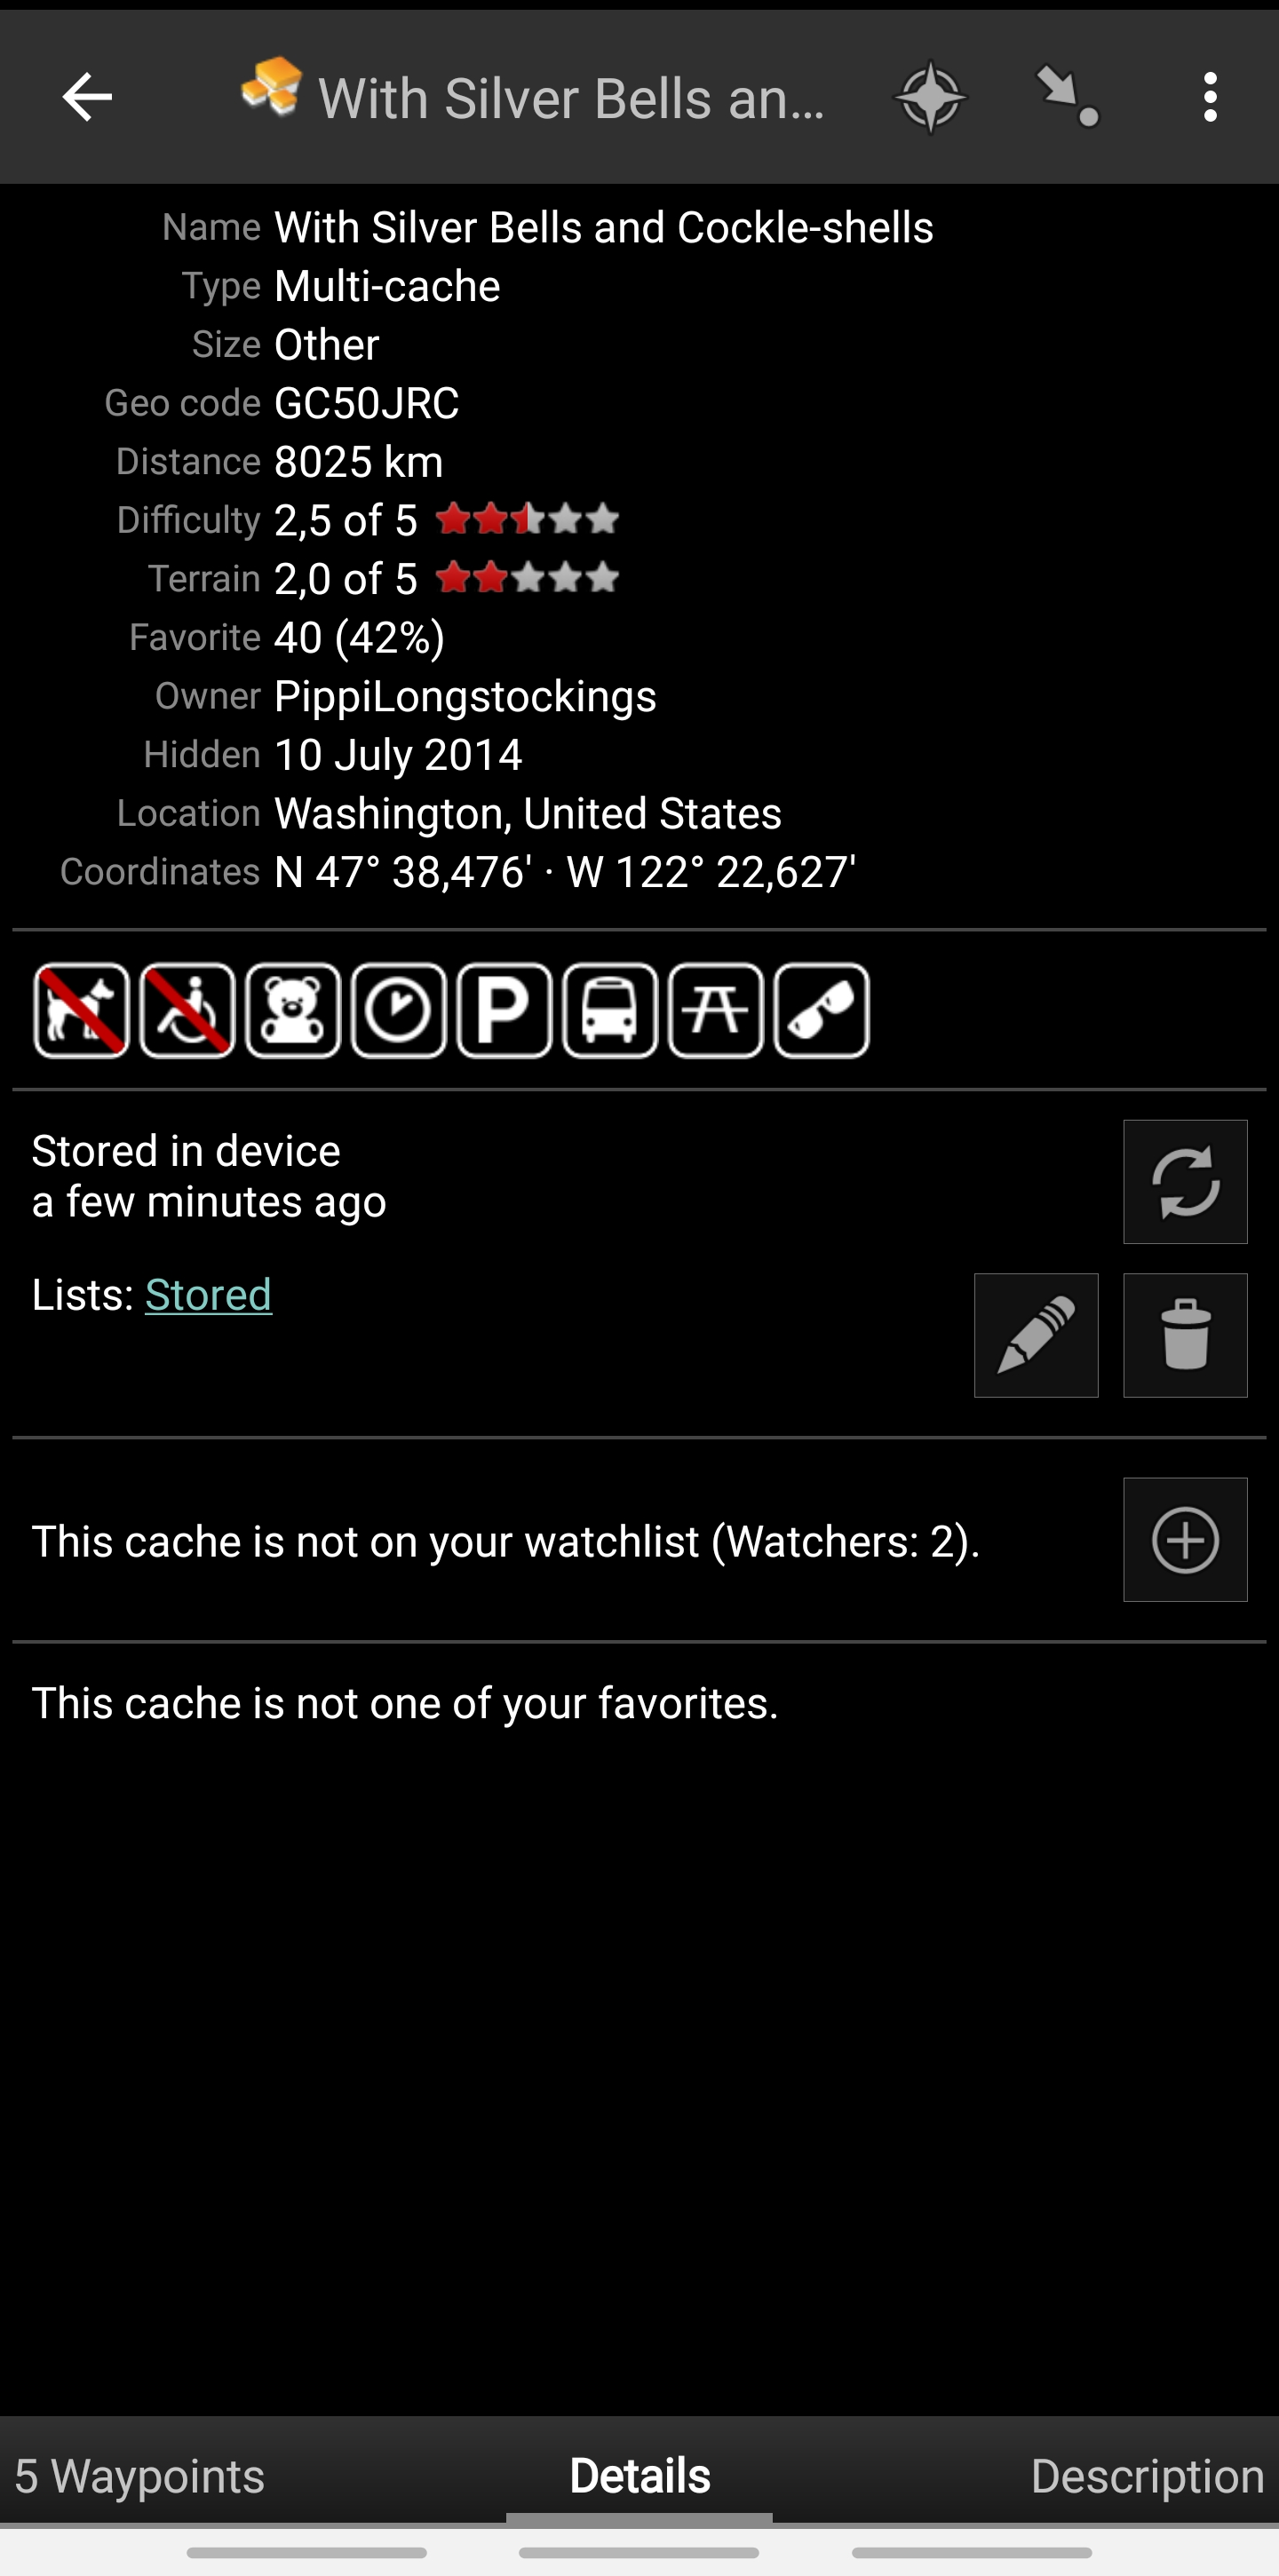 With Silver Bells an...
Name With Silver Bells and Cockle-shells
Type Multi-cache
Size Other
Geo code GC50JRC
Distance 8025 km
Difficulty 2,5 of 5
Terrain 2,0 of 5
Favorite 40 (42%)
Owner PippiLongstockings
Hidden 10 July 2014
Location Washington, United States
Coordinates N 47° 38,476' · W 122° 22,627'
P
Stored in device
a few minutes ago
Lists: Stored
This cache is not on your watchlist (Watchers: 2).
This cache is not one of your favorites.
5 Waypoints Details Description